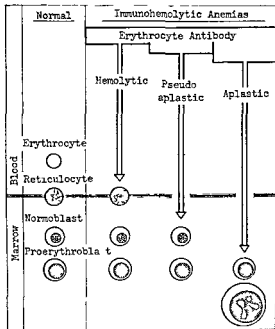 Normal
Immunohemolytic Anemias
Erythrocyte Antibody
Hemolytic
Pseudo
aplastic
Aplastic
Blood
Erythrocyte
Reticulocyte
Marrow
Normoblast
Proerythrobla t